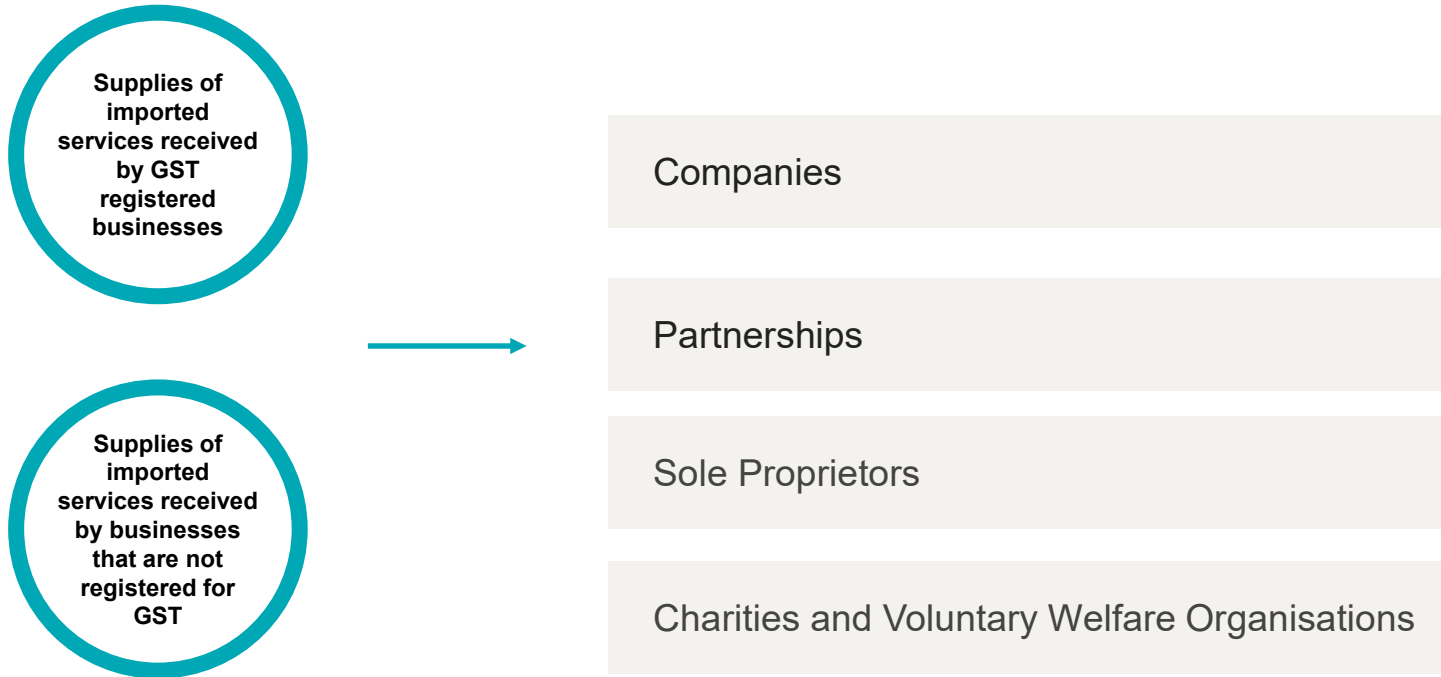 Supplies of
imported
services received
by GST
registered
businesses
Supplies of
imported
services received
by businesses
that are not
registered for
GST
Companies
Partnerships
Sole Proprietors
Charities and Voluntary Welfare Organisations